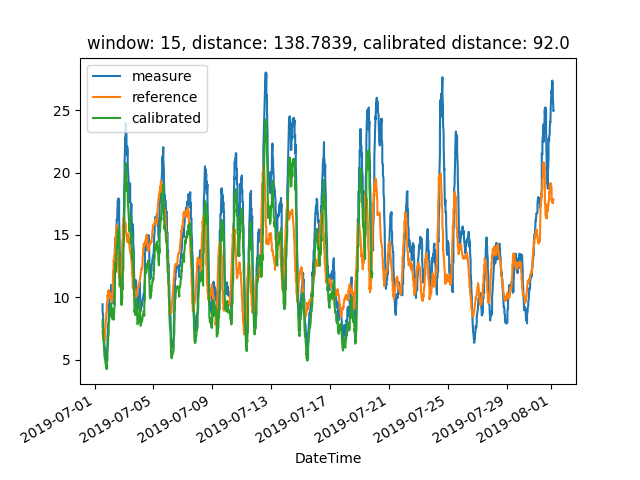 window: 15, distance: 138.7839, calibrated distance: 92.0
measure
reference
calibrated
25
20
15
10
5
2019-07-01
2019-07-05
2019-07-09
2019-07-13
2019-07-17
2019-07-21
2019-07-25
2019-07-29
2019-08-01
DateTime